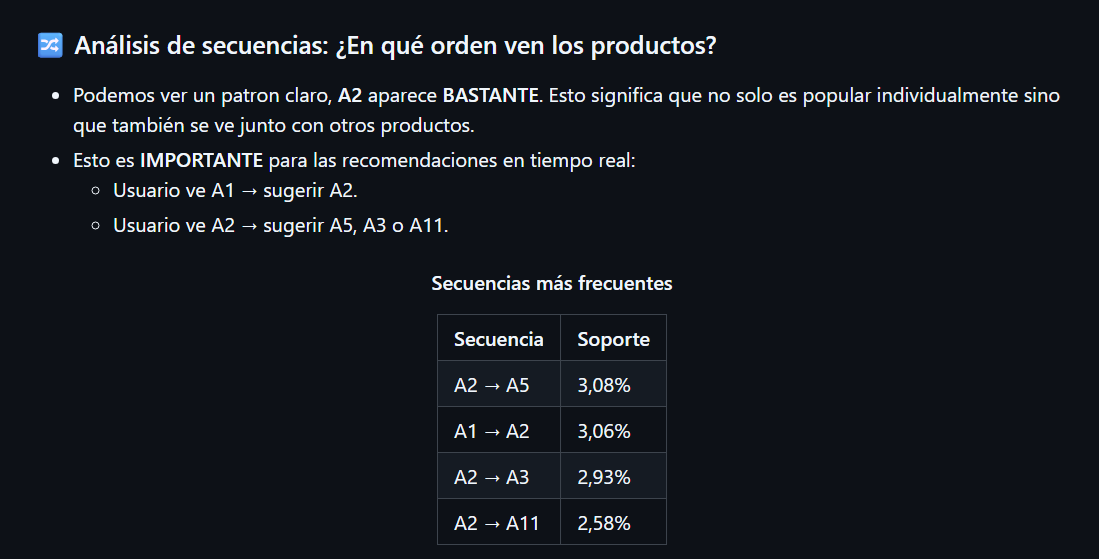 🔀 Análisis de secuencias: ¿En qué orden ven los productos?
• Podemos ver un patron claro, A2 aparece BASTANTE. Esto significa que no solo es popular individualmente sino
que también se ve junto con otros productos.
• Esto es IMPORTANTE para las recomendaciones en tiempo real:
○ Usuario ve A1 → sugerir A2.
○ Usuario ve A2 → sugerir A5, A3 o A11.
Secuencias más frecuentes
Secuencia Soporte
A2 → A5 3,08%
A1 → A2 3,06%
A2 → A3 2,93%
A2 → A11 2,58%